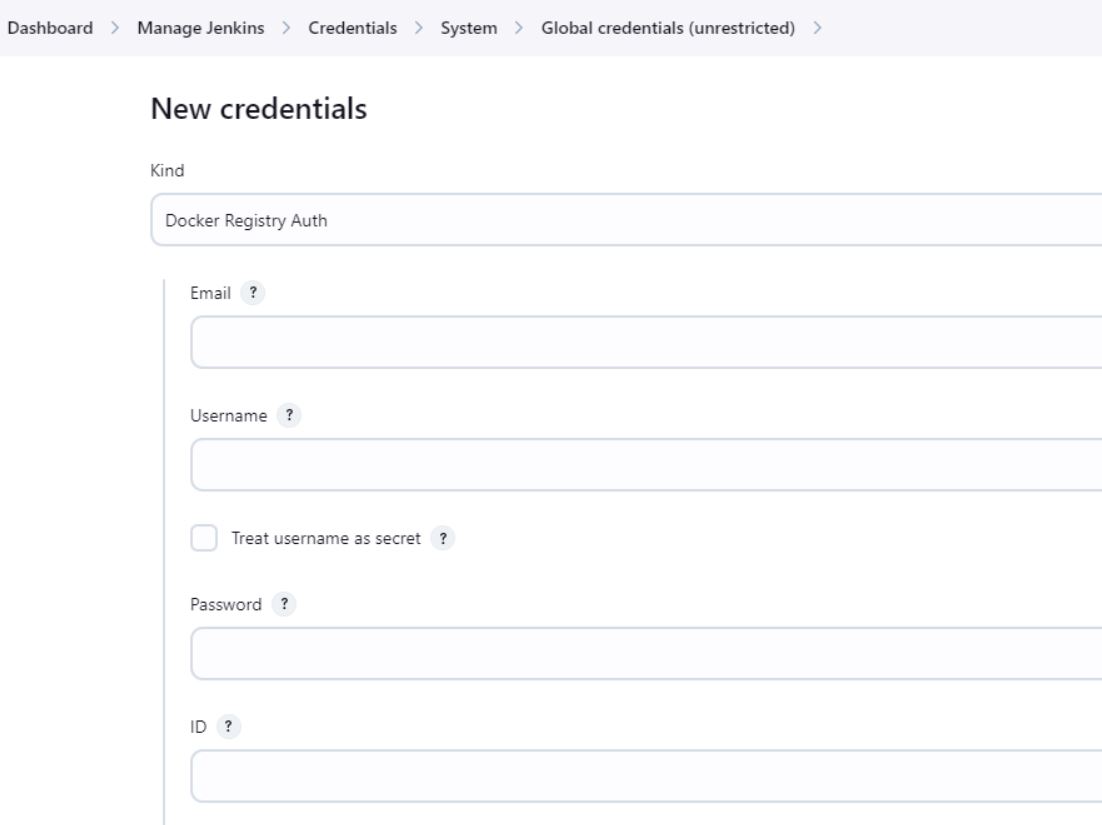 Dashboard > Manage Jenkins > Credentials > System > Global credentials (unrestricted) >
New credentials
Kind
Docker Registry Auth
Email ?
Username ?
Treat username as secret ?
Password ?
ID ?